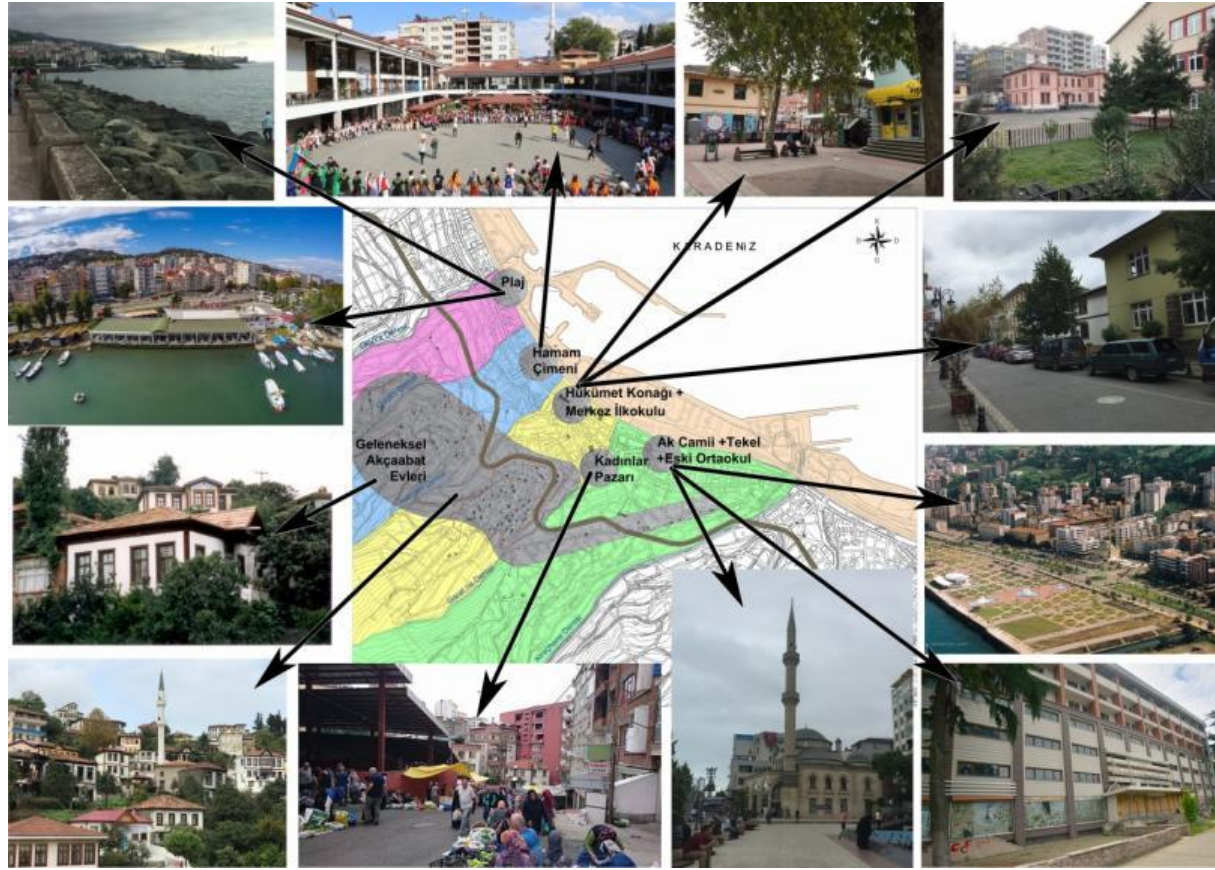 KARADENİZ
Plaj
Hamam
Çimeni
Hükümet Konağı +
Merkez İlkokulu
Geleneksel
Akçaabat
Evleri
Kadınlar
Pazarı
Ak Camii +Tekel
+Eski Ortaokul